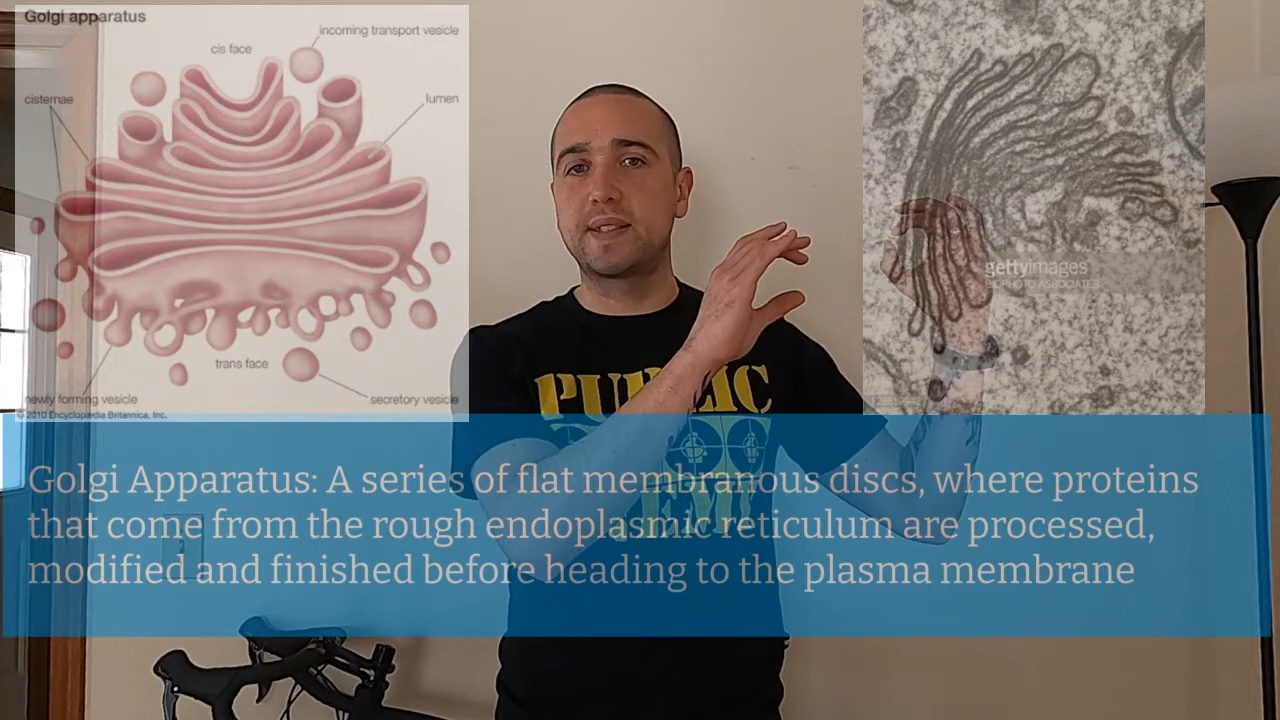 Golgi apparatus
incoming transport vesicle
cis face
cisternae
lumen
trans face
newly forming vesicle
secretory vesicle
© 2010 Encyclopædia Britannica, Inc.
gettyimages
BIOPHOTO ASSOCIATES
PUBLIC
Golgi Apparatus: A series of flat membranous discs, where proteins
that come from the rough endoplasmic reticulum are processed,
modified and finished before heading to the plasma membrane